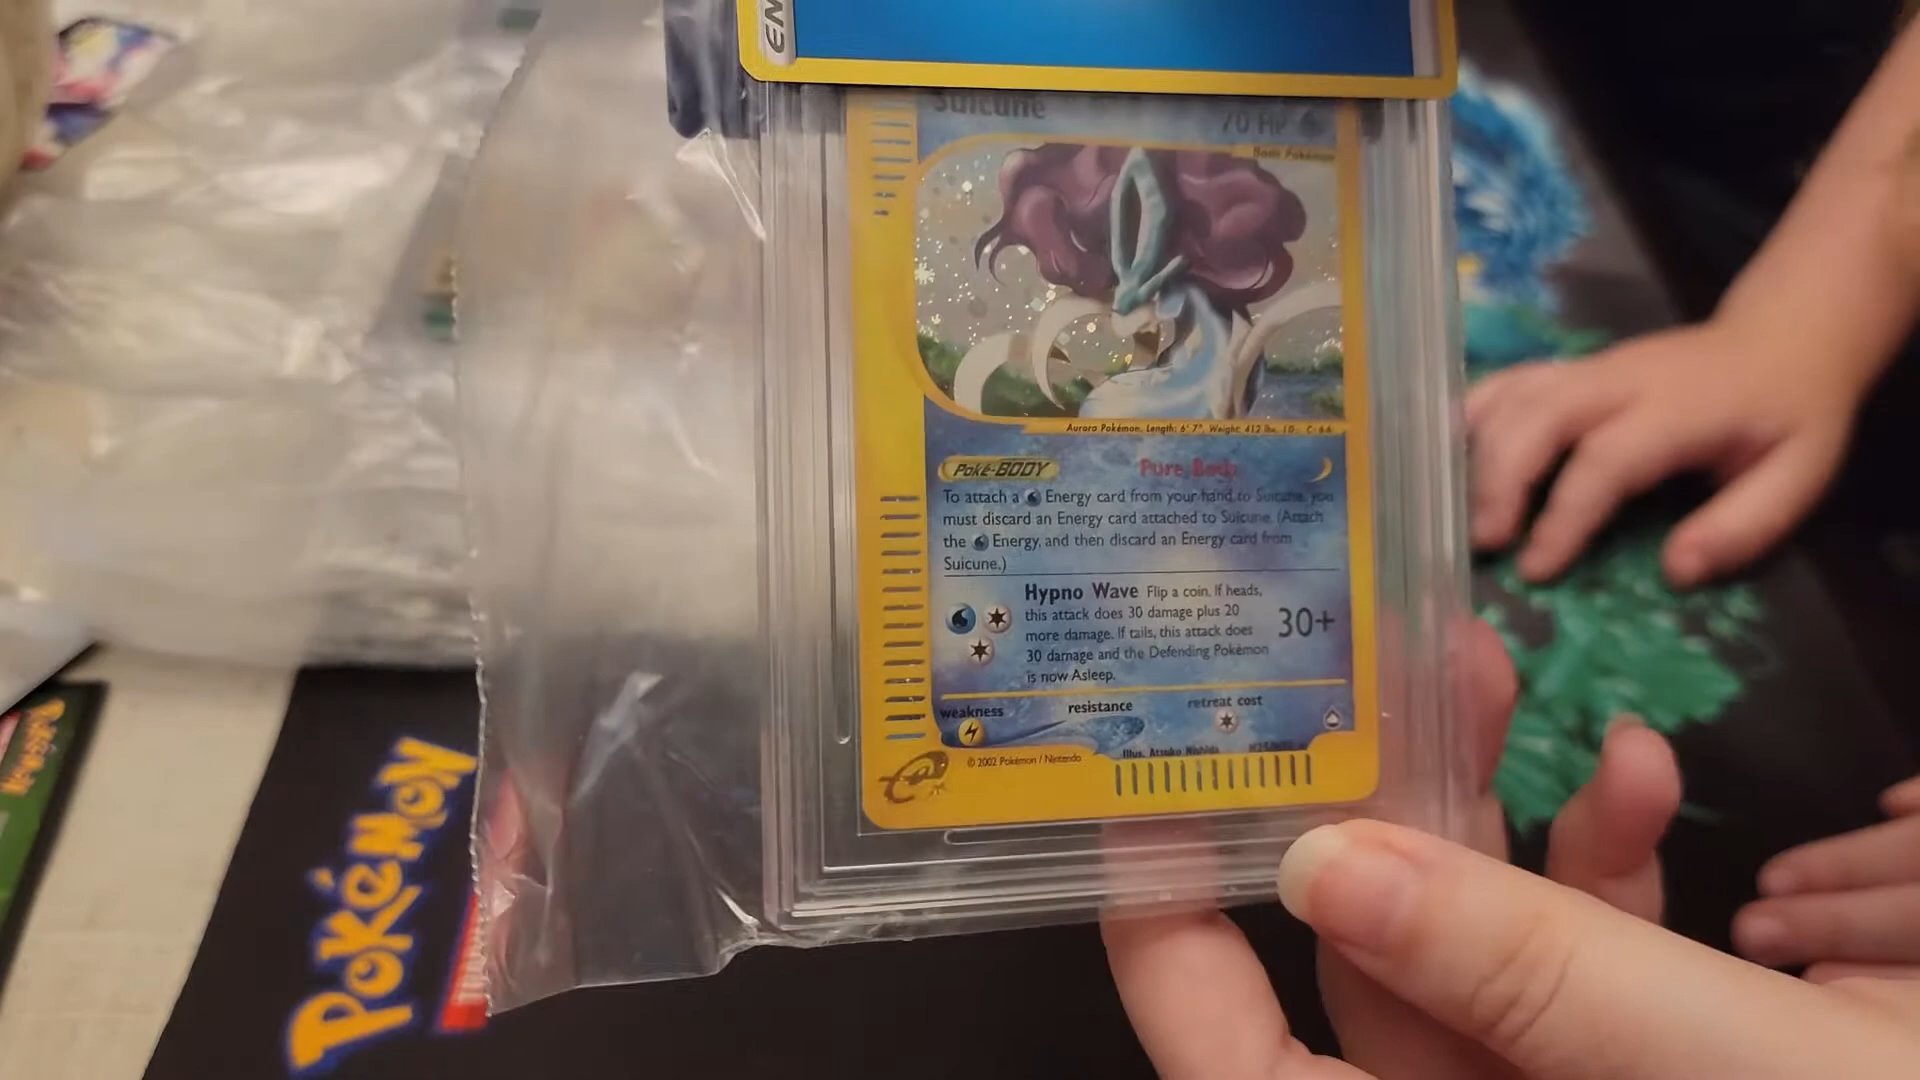 EN
Suicune
70 HP
Basic Pokémon
Aurora Pokémon. Length: 6' 7", Weight: 412 lbs.
Poké-BODY
Pure Body
To attach a Energy card from your hand to Suicune, you
must discard an Energy card attached to Suicune. (Attach
the Energy, and then discard an Energy card from
Suicune.)
Hypno Wave Flip a coin. If heads,
this attack does 30 damage plus 20
more damage. If tails, this attack does
30 damage and the Defending Pokémon
is now Asleep.
30+
weakness
resistance
retreat cost
© 2002 Pokémon / Nintendo
Illus. Atsuko Nishida
e
Pokémon